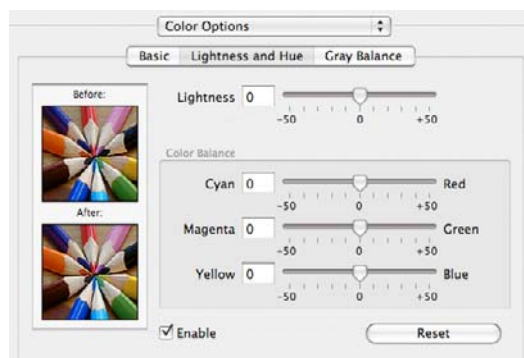 Color Options
Basic Lightness and Hue Gray Balance
Before:
After:
Lightness 0
-50 0 +50
Color Balance
Cyan 0 Red
-50 0 +50
Magenta 0 Green
-50 0 +50
Yellow 0 Blue
-50 0 +50
Enable Reset